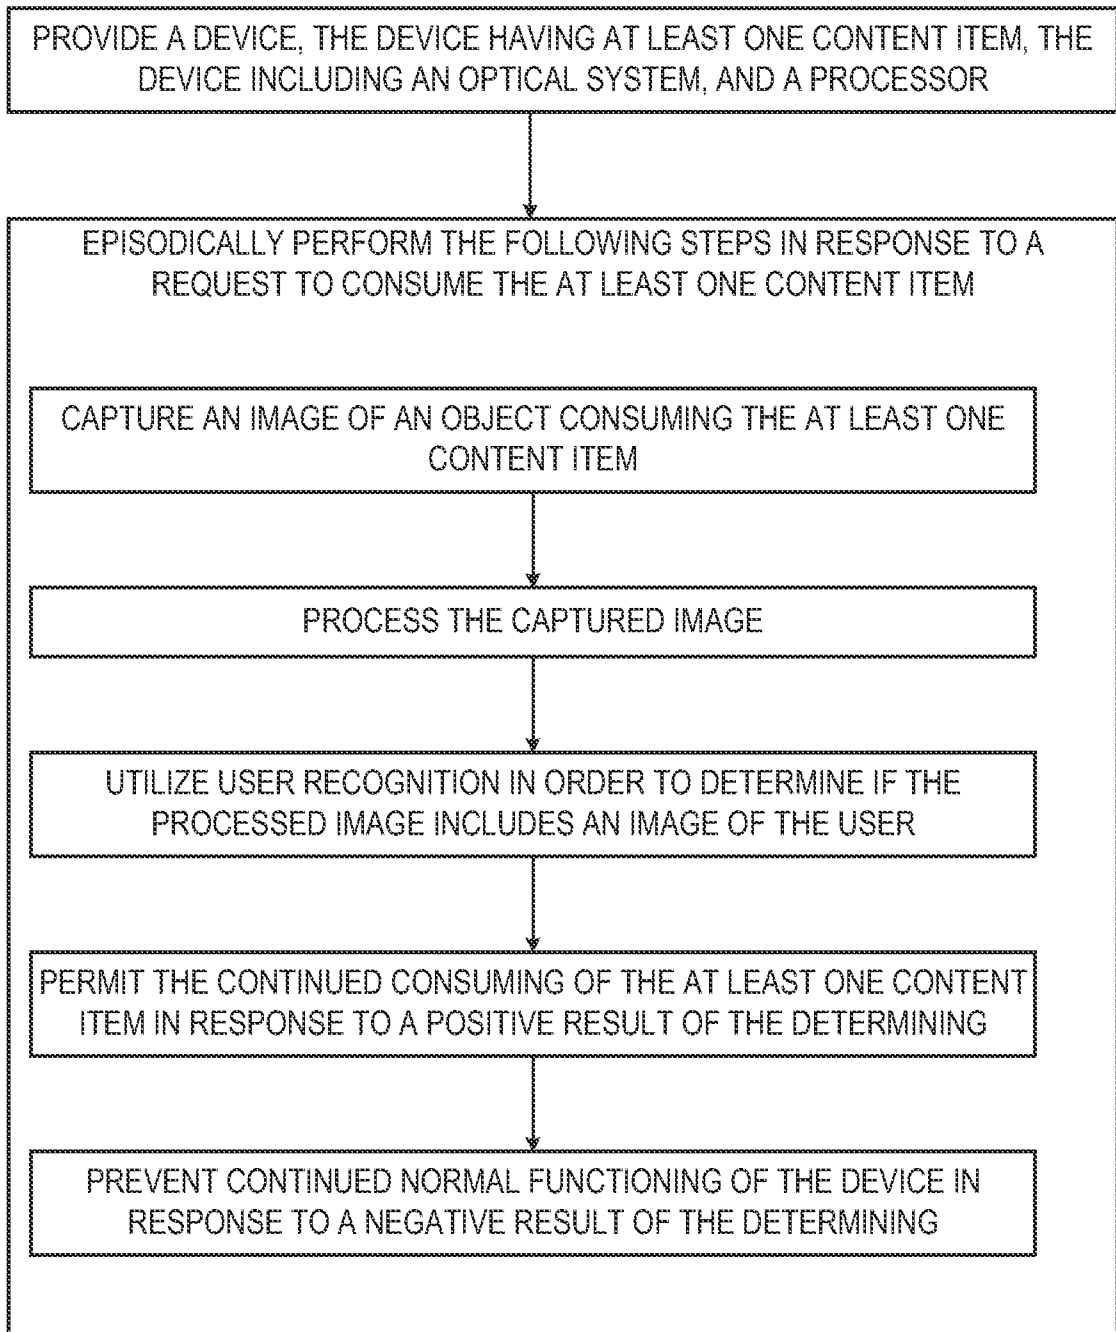 PROVIDE A DEVICE, THE DEVICE HAVING AT LEAST ONE CONTENT ITEM, THE
DEVICE INCLUDING AN OPTICAL SYSTEM, AND A PROCESSOR
EPISODICALLY PERFORM THE FOLLOWING STEPS IN RESPONSE TO A
REQUEST TO CONSUME THE AT LEAST ONE CONTENT ITEM
CAPTURE AN IMAGE OF AN OBJECT CONSUMING THE AT LEAST ONE
CONTENT ITEM
PROCESS THE CAPTURED IMAGE
UTILIZE USER RECOGNITION IN ORDER TO DETERMINE IF THE
PROCESSED IMAGE INCLUDES AN IMAGE OF THE USER
PERMIT THE CONTINUED CONSUMING OF THE AT LEAST ONE CONTENT
ITEM IN RESPONSE TO A POSITIVE RESULT OF THE DETERMINING
PREVENT CONTINUED NORMAL FUNCTIONING OF THE DEVICE IN
RESPONSE TO A NEGATIVE RESULT OF THE DETERMINING